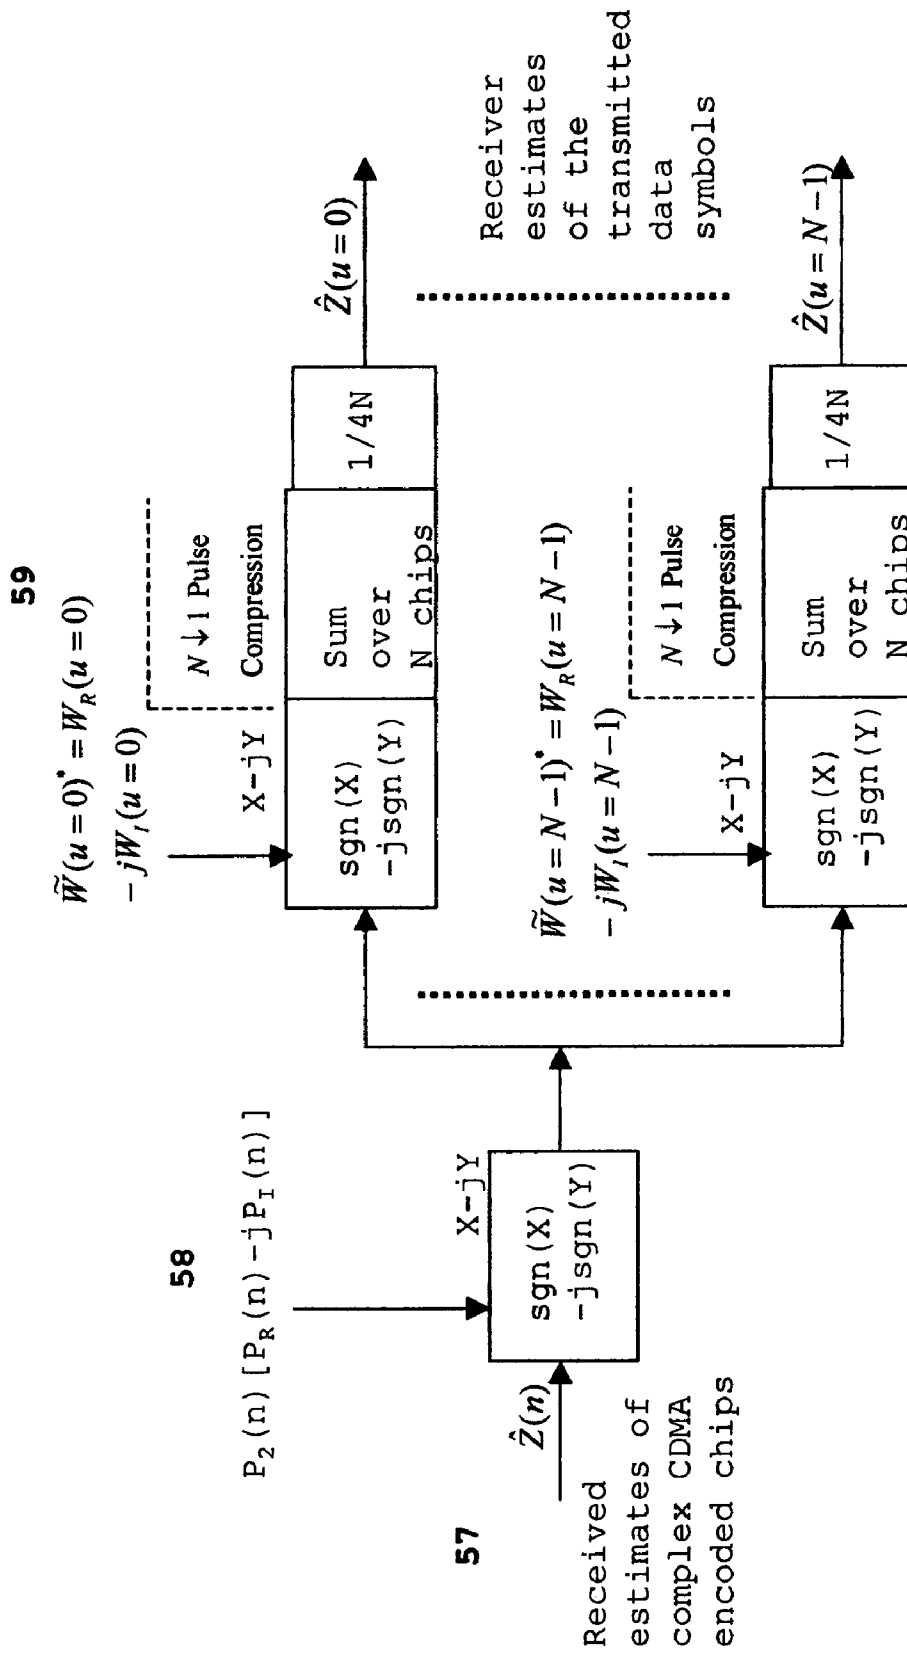 59
W̃(u=0)* = W_R(u=0)
- jW_I(u=0)
X-jY
N↓1 Pulse
Compression
sgn(X)
-jsgn(Y)
Sum
over
N chips
1/4N
Ẑ(u=0)
58
P_2(n)[P_R(n)-jP_I(n)]
X-jY
sgn(X)
-jsgn(Y)
57
Ẑ(n)
Received
estimates of
complex CDMA
encoded chips
W̃(u=N-1)* = W_R(u=N-1)
- jW_I(u=N-1)
X-jY
N↓1 Pulse
Compression
sgn(X)
-jsgn(Y)
Sum
over
N chips
1/4N
Ẑ(u=N-1)
Receiver
estimates
of the
transmitted
data
symbols